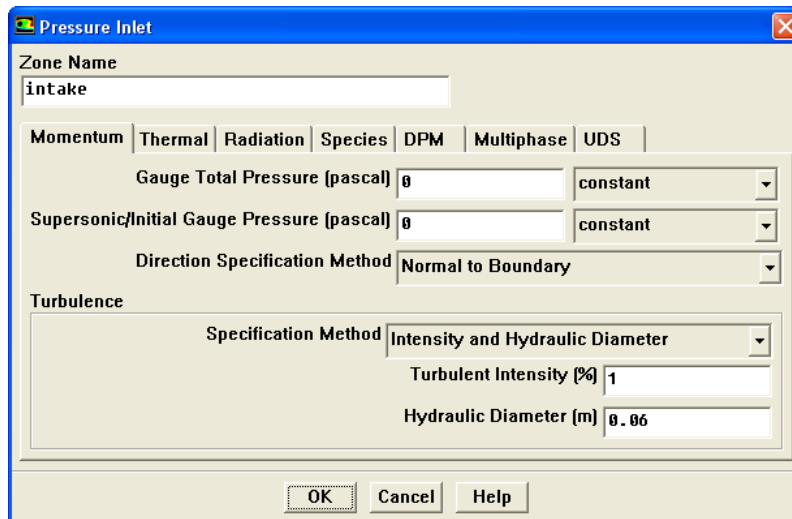 Pressure Inlet
Zone Name
intake
Momentum Thermal Radiation Species DPM Multiphase UDS
Gauge Total Pressure (pascal) 0 constant
Supersonic/Initial Gauge Pressure (pascal) 0 constant
Direction Specification Method Normal to Boundary
Turbulence
Specification Method Intensity and Hydraulic Diameter
Turbulent Intensity (%) 1
Hydraulic Diameter (m) 0.06
OK Cancel Help